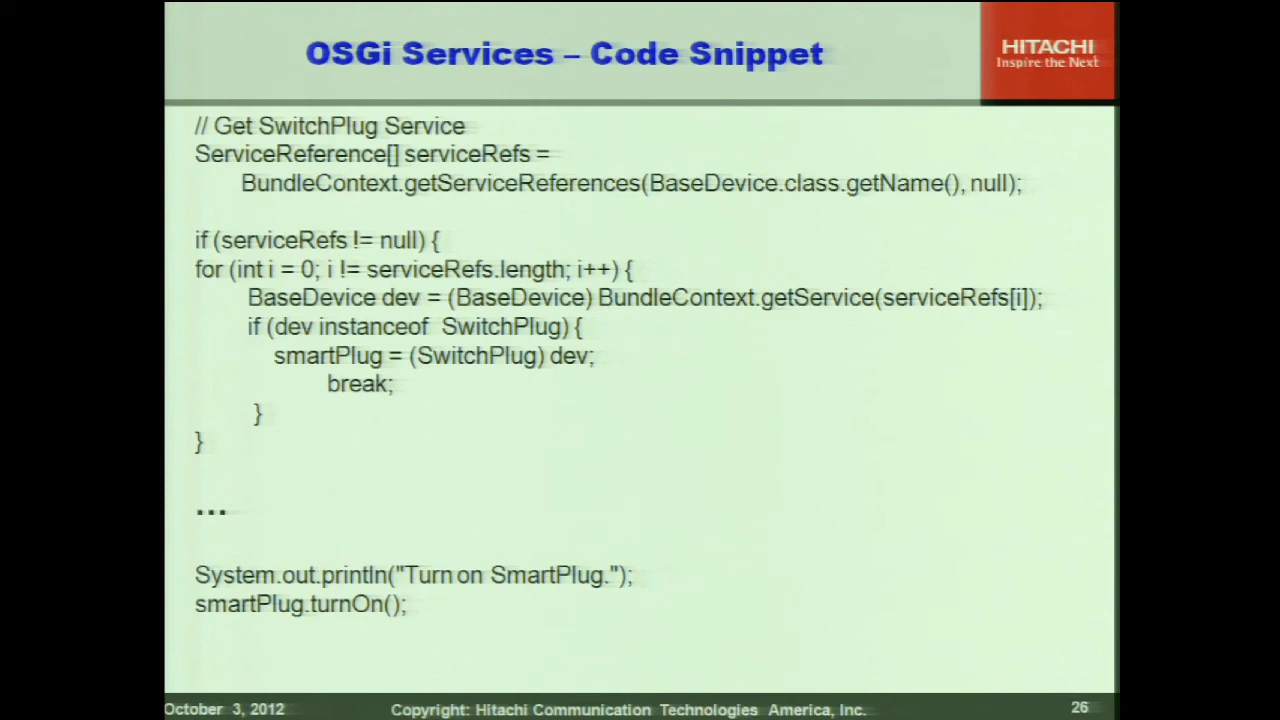 OSGi Services – Code Snippet
HITACHI
Inspire the Next
// Get SwitchPlug Service
ServiceReference[] serviceRefs =
BundleContext.getServiceReferences(BaseDevice.class.getName(), null);
if (serviceRefs != null) {
for (int i = 0; i != serviceRefs.length; i++) {
BaseDevice dev = (BaseDevice) BundleContext.getService(serviceRefs[i]);
if (dev instanceof SwitchPlug) {
smartPlug = (SwitchPlug) dev;
break;
}
}
...
System.out.println("Turn on SmartPlug.");
smartPlug.turnOn();
October 3, 2012
Copyright: Hitachi Communication Technologies America, Inc.
26